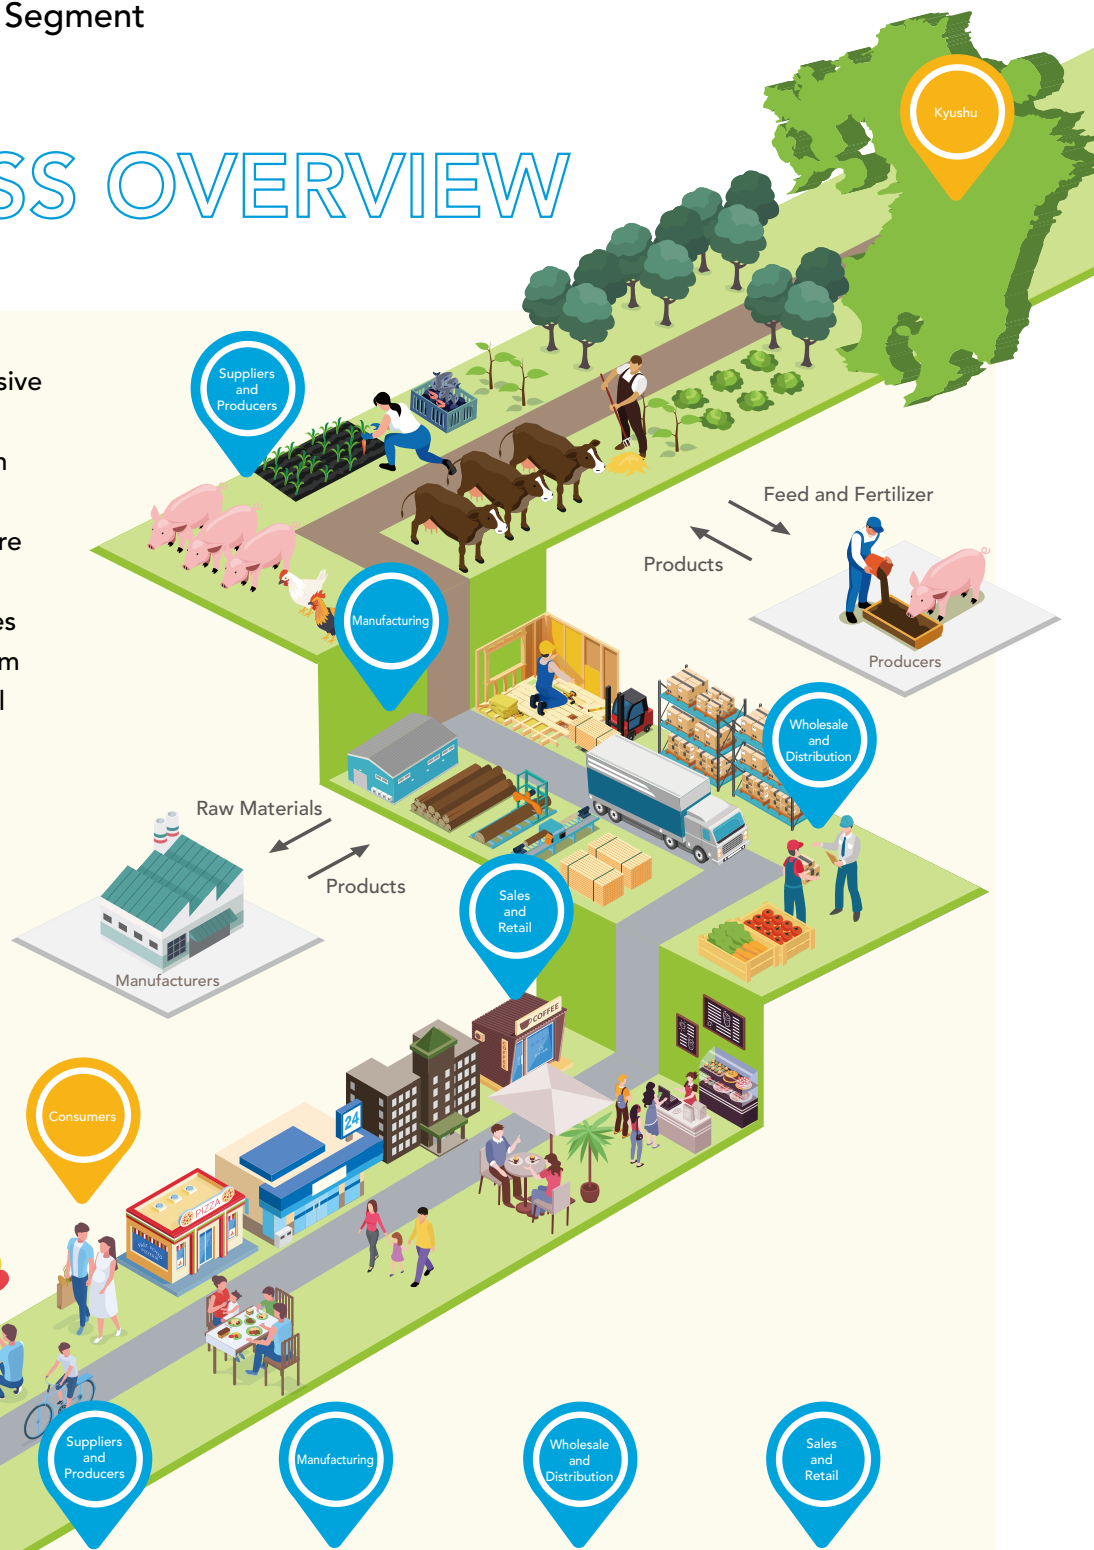 Segment
SS OVERVIEW
Kyushu
sive
n
re
es
m
l
Suppliers
and
Producers
Feed and Fertilizer
Products
Producers
Manufacturing
Wholesale
and
Distribution
Raw Materials
Products
Manufacturers
Sales
and
Retail
COFFEE
Consumers
24
PIZZA
Suppliers
and
Producers
Manufacturing
Wholesale
and
Distribution
Sales
and
Retail